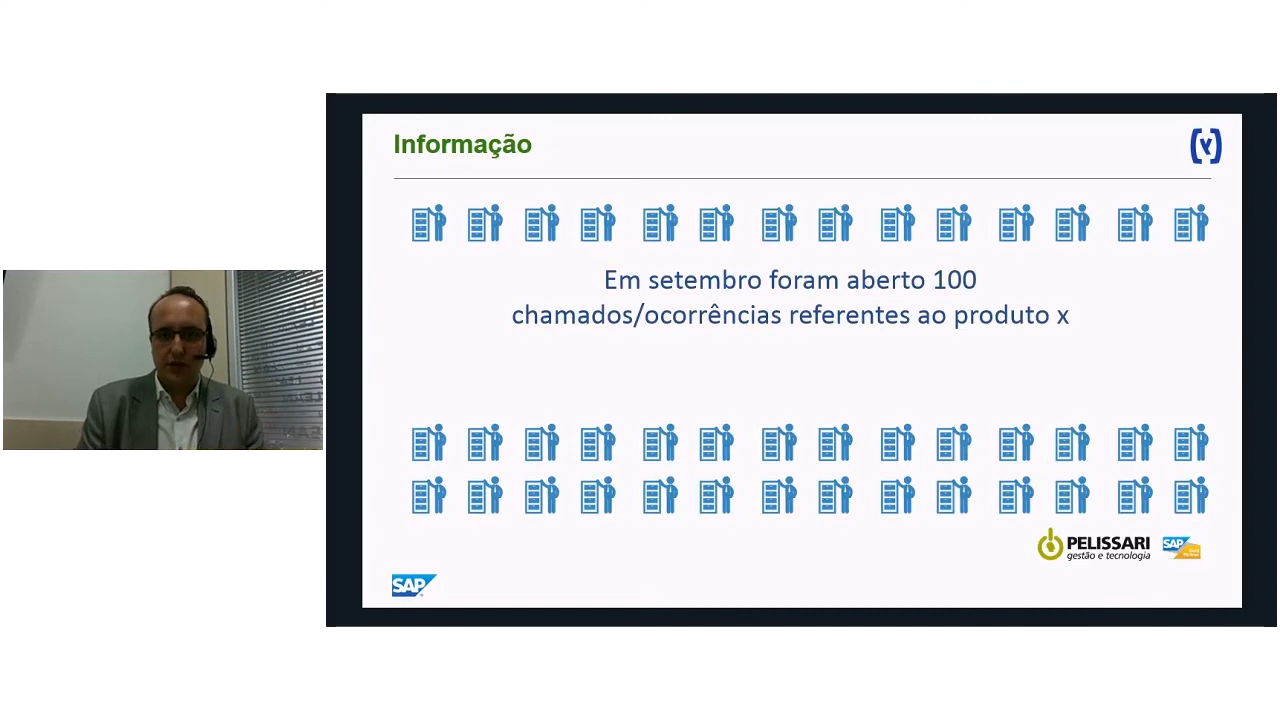 Informação
Em setembro foram aberto 100
chamados/ocorrências referentes ao produto x
PELISSARI
gestão e tecnologia
SAP
SAP